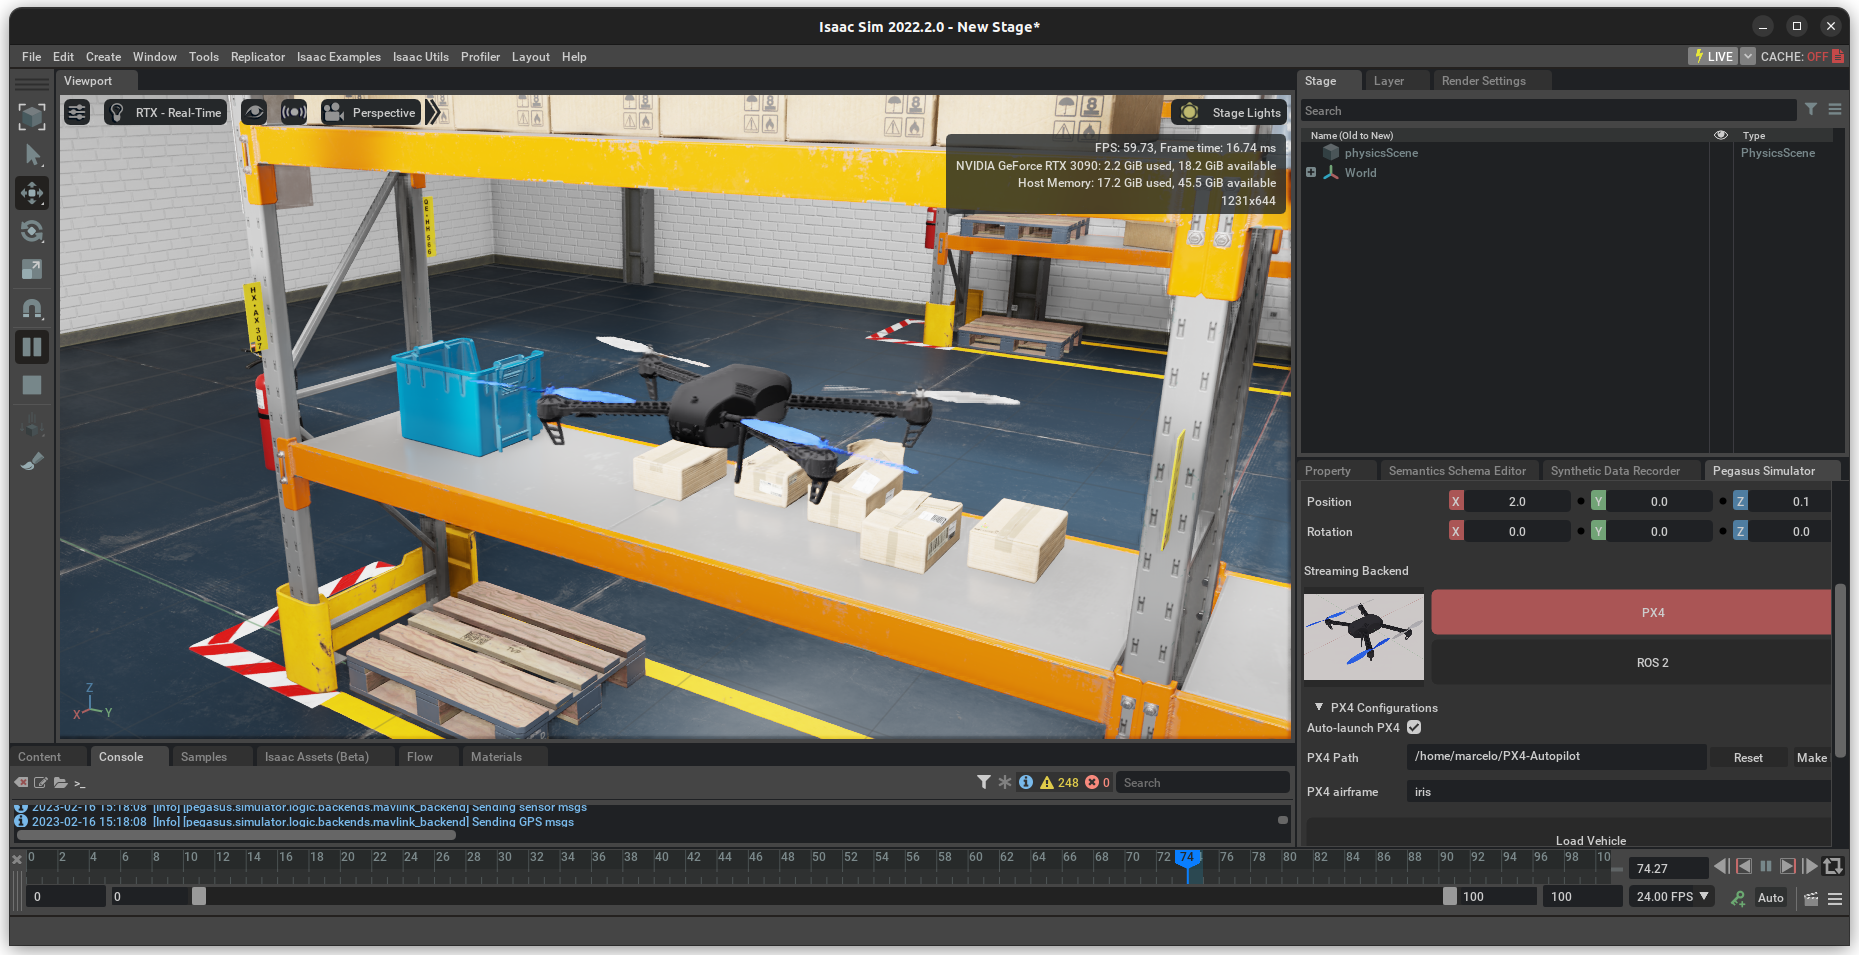 Isaac Sim 2022.2.0 - New Stage*
File Edit Create Window Tools Replicator Isaac Examples Isaac Utils Profiler Layout Help
LIVE CACHE: OFF
Viewport
RTX - Real-Time
Perspective
Stage Lights
FPS: 59.73, Frame time: 16.74 ms
NVIDIA GeForce RTX 3090: 2.2 GiB used, 18.2 GiB available
Host Memory: 17.2 GiB used, 45.5 GiB available
1231x644
Z
X
Y
Stage Layer Render Settings
Search
Name (Old to New) Type
physicsScene PhysicsScene
World
Property Semantics Schema Editor Synthetic Data Recorder Pegasus Simulator
Position X 2.0 Y 0.0 Z 0.1
Rotation X 0.0 Y 0.0 Z 0.0
Streaming Backend
PX4
ROS 2
PX4 Configurations
Auto-launch PX4
PX4 Path /home/marcelo/PX4-Autopilot Reset Make
PX4 airframe iris
Load Vehicle
Content Console Samples Isaac Assets (Beta) Flow Materials
248 0 Search
2023-02-16 15:18:08 [Info] [pegasus.simulator.logic.backends.mavlink_backend] Sending sensor msgs
2023-02-16 15:18:08 [Info] [pegasus.simulator.logic.backends.mavlink_backend] Sending GPS msgs
0 2 4 6 8 10 12 14 16 18 20 22 24 26 28 30 32 34 36 38 40 42 44 46 48 50 52 54 56 58 60 62 64 66 68 70 72 74 76 78 80 82 84 86 88 90 92 94 96 98 10
74.27
0 0 100 100 24.00 FPS Auto